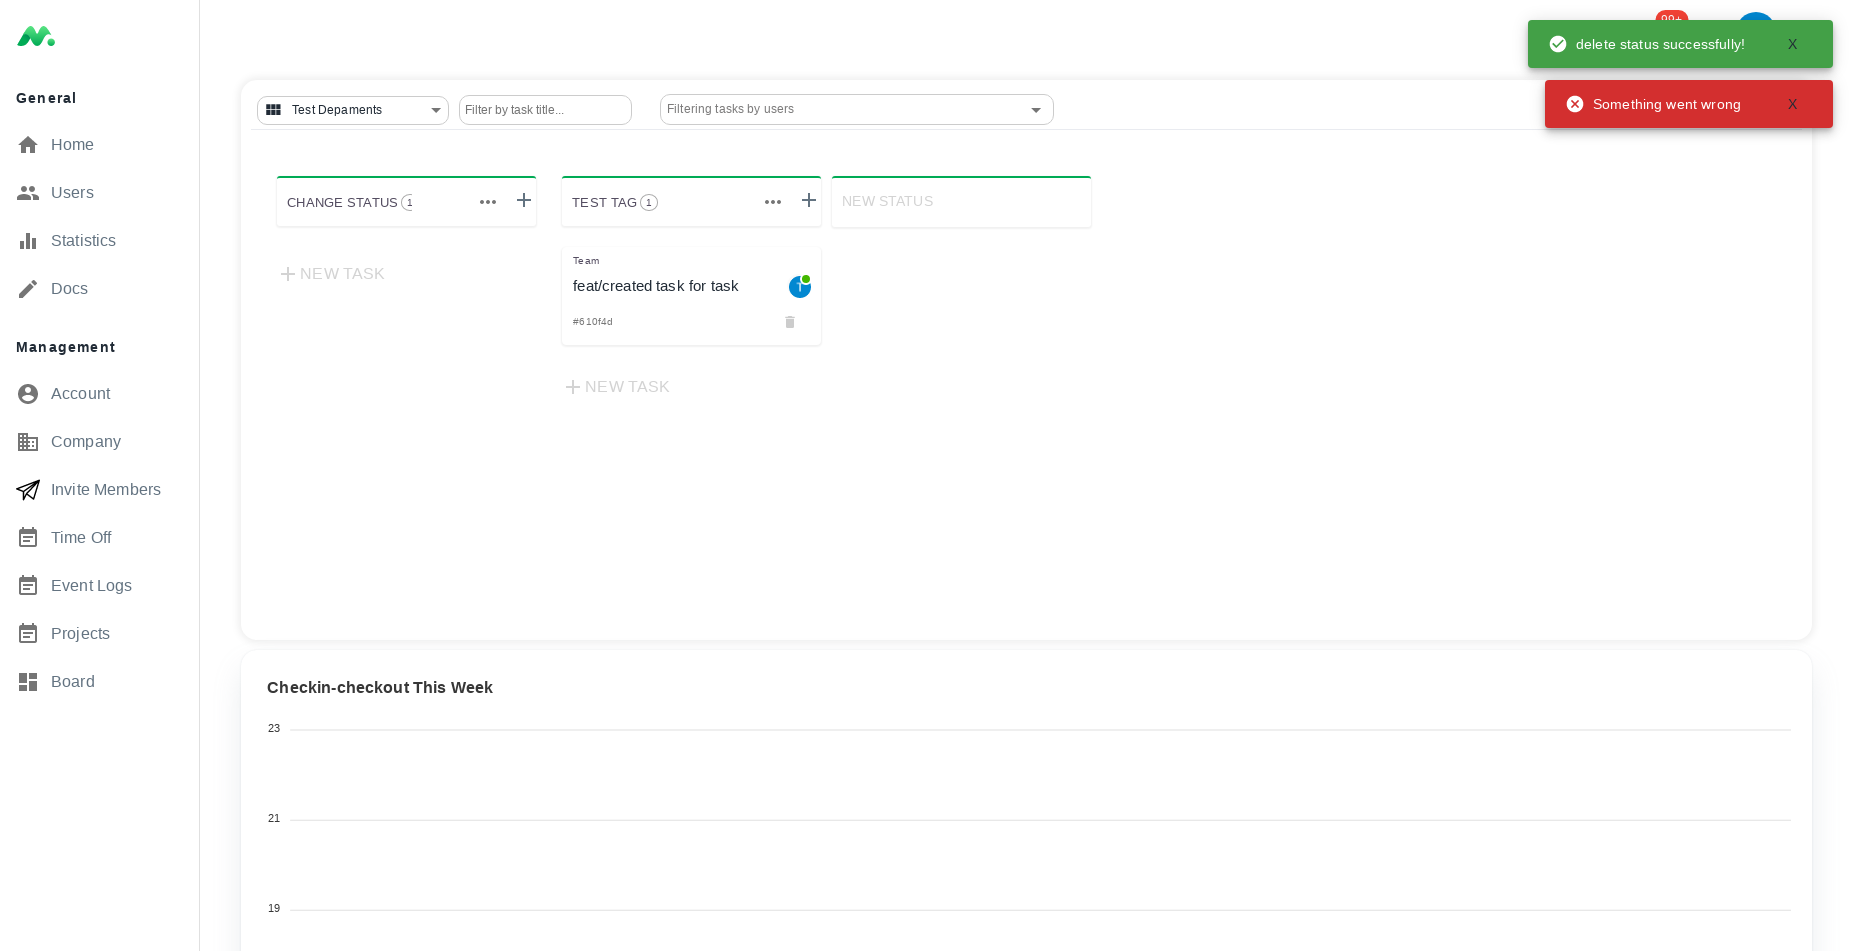 General
Home
Users
Statistics
Docs
Management
Account
Company
Invite Members
Time Off
Event Logs
Projects
Board
delete status successfully! X
Something went wrong X
Test Depaments
Filter by task title...
Filtering tasks by users
CHANGE STATUS 1
TEST TAG 1
NEW STATUS
NEW TASK
Team
feat/created task for task
T
#610f4d
NEW TASK
Checkin-checkout This Week
23
21
19